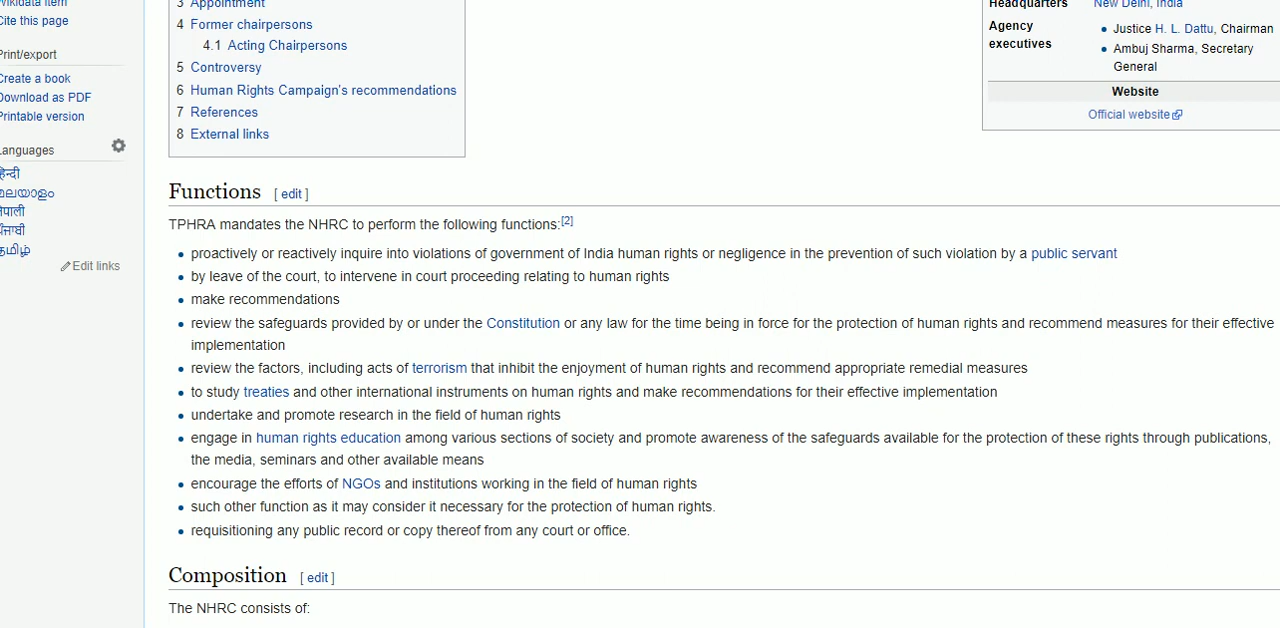 Wikidata item
Cite this page
Print/export
Create a book
Download as PDF
Printable version
Languages
हिन्दी
മലയാളം
नेपाली
ਪੰਜਾਬੀ
தமிழ்
Edit links
3 Appointment
4 Former chairpersons
4.1 Acting Chairpersons
5 Controversy
6 Human Rights Campaign's recommendations
7 References
8 External links
Headquarters New Delhi, India
Agency executives
• Justice H. L. Dattu, Chairman
• Ambuj Sharma, Secretary
General
Website
Official website
Functions [ edit ]
TPHRA mandates the NHRC to perform the following functions:[2]
• proactively or reactively inquire into violations of government of India human rights or negligence in the prevention of such violation by a public servant
• by leave of the court, to intervene in court proceeding relating to human rights
• make recommendations
• review the safeguards provided by or under the Constitution or any law for the time being in force for the protection of human rights and recommend measures for their effective
implementation
• review the factors, including acts of terrorism that inhibit the enjoyment of human rights and recommend appropriate remedial measures
• to study treaties and other international instruments on human rights and make recommendations for their effective implementation
• undertake and promote research in the field of human rights
• engage in human rights education among various sections of society and promote awareness of the safeguards available for the protection of these rights through publications,
the media, seminars and other available means
• encourage the efforts of NGOs and institutions working in the field of human rights
• such other function as it may consider it necessary for the protection of human rights.
• requisitioning any public record or copy thereof from any court or office.
Composition [ edit ]
The NHRC consists of: